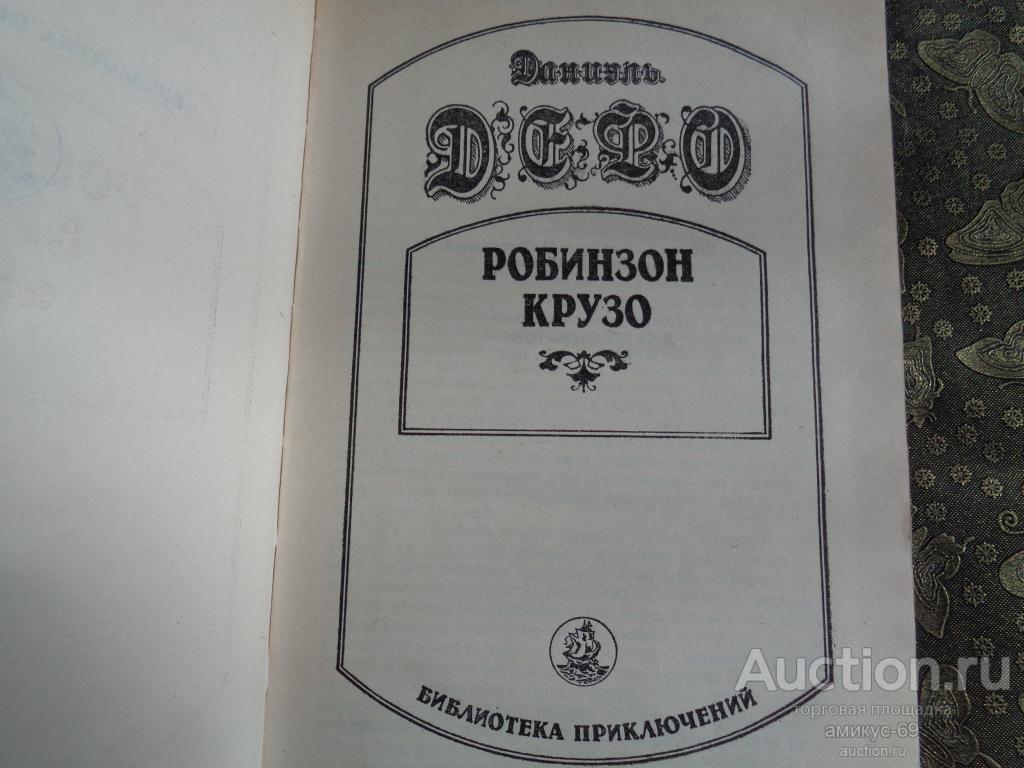 Даниэль
ДЕФО
РОБИНЗОН
КРУЗО
БИБЛИОТЕКА ПРИКЛЮЧЕНИЙ
Auction.ru
торговая площадка
амикус-69
auction.ru